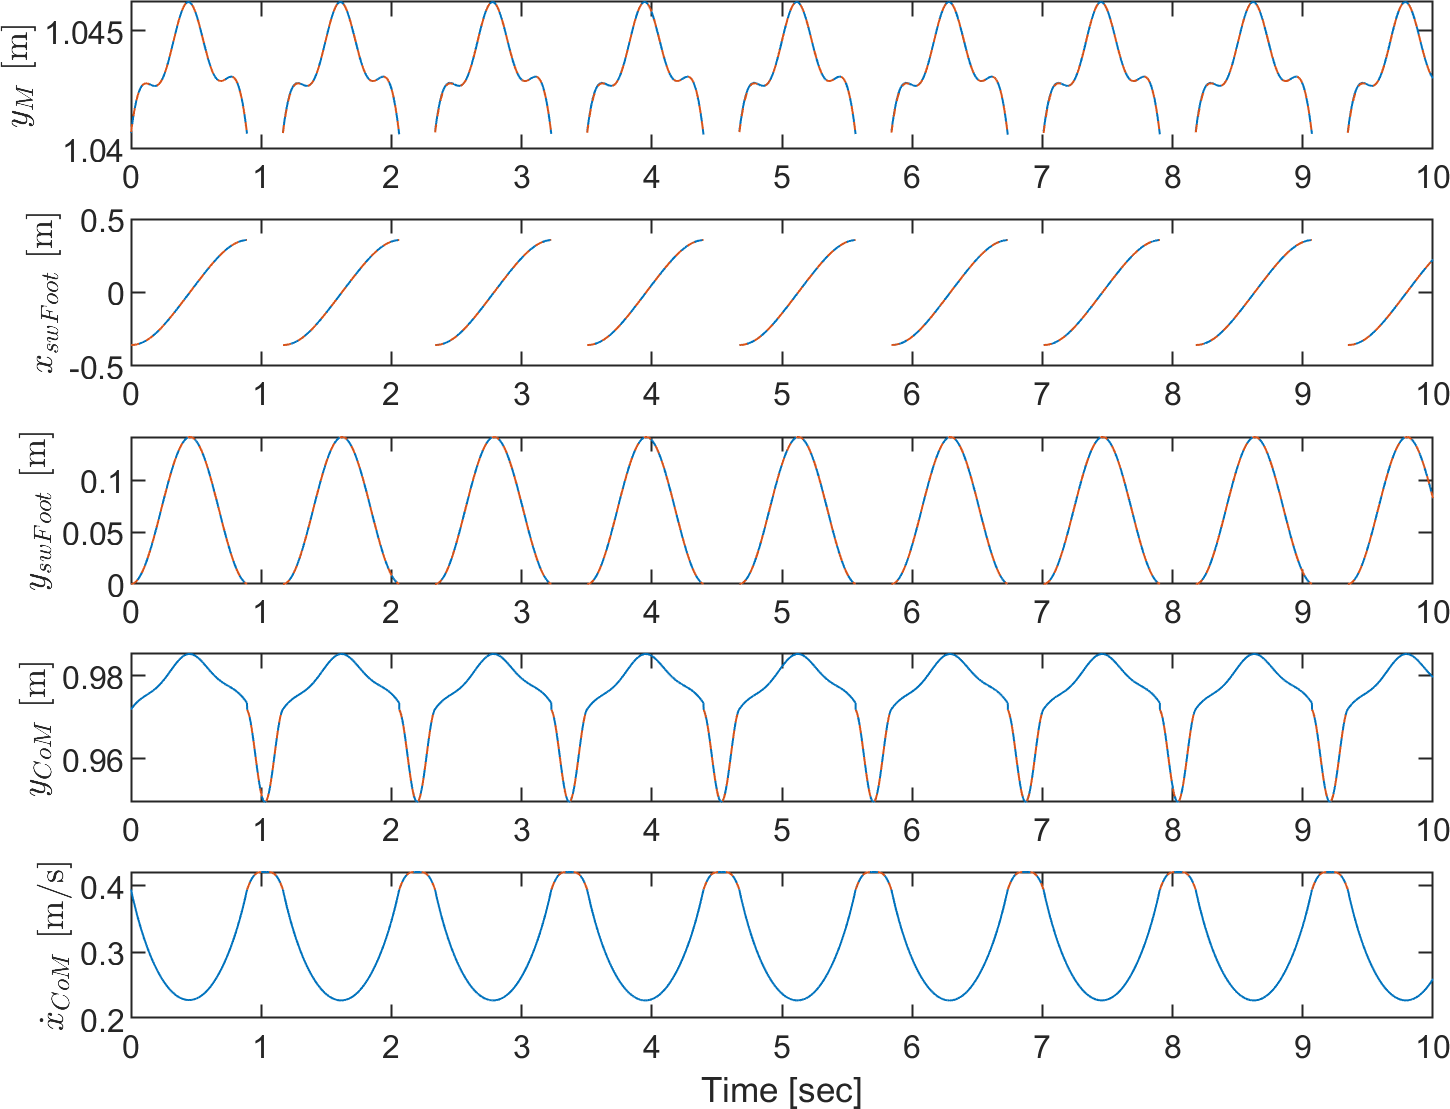 y_M [m]
1.045
1.04
0 1 2 3 4 5 6 7 8 9 10
x_swFoot [m]
0.5
0
-0.5
0 1 2 3 4 5 6 7 8 9 10
y_swFoot [m]
0.1
0.05
0
0 1 2 3 4 5 6 7 8 9 10
y_CoM [m]
0.98
0.96
0 1 2 3 4 5 6 7 8 9 10
ẋ_CoM [m/s]
0.4
0.3
0.2
0 1 2 3 4 5 6 7 8 9 10
Time [sec]